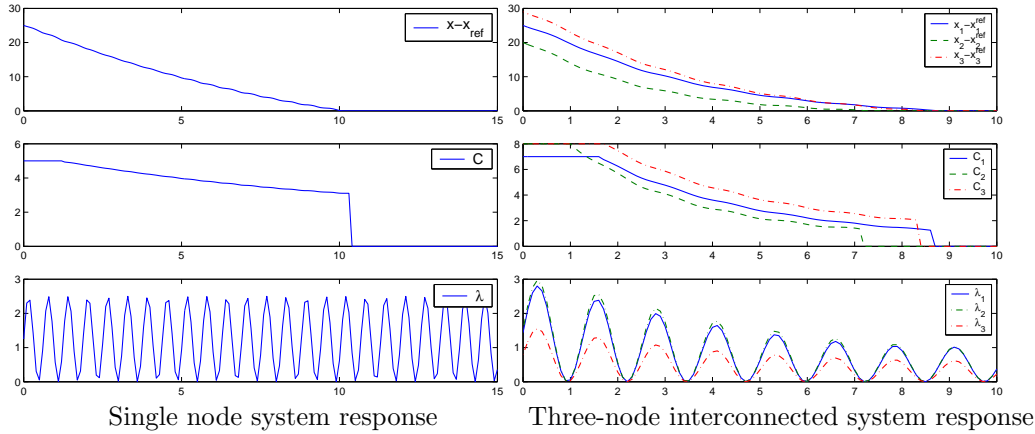 30
20
10
0
0 5 10 15
x−x_ref
6
4
2
0
0 5 10 15
C
3
2
1
0
0 5 10 15
λ
Single node system response
30
20
10
0
0 1 2 3 4 5 6 7 8 9 10
x_1−x_1^ref
x_2−x_2^ref
x_3−x_3^ref
8
6
4
2
0
0 1 2 3 4 5 6 7 8 9 10
C_1
C_2
C_3
3
2
1
0
0 1 2 3 4 5 6 7 8 9 10
λ_1
λ_2
λ_3
Three-node interconnected system response